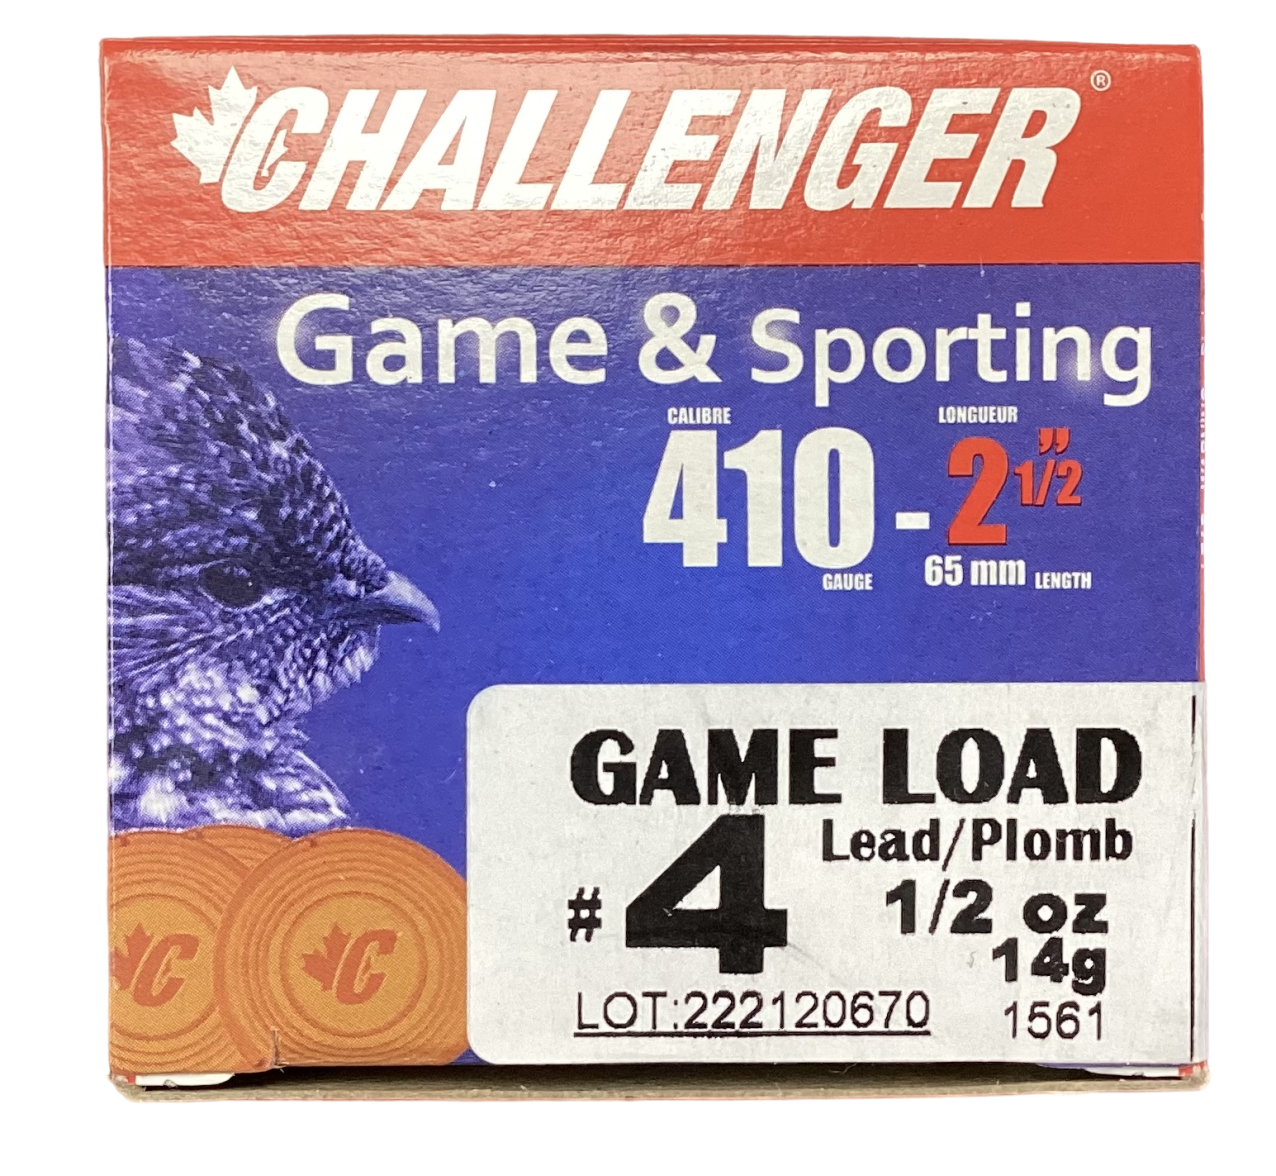 CHALLENGER®
Game & Sporting
CALIBRE LONGUEUR
410 - 2 1/2”
GAUGE 65 mm LENGTH
GAME LOAD
Lead/Plomb
# 4 1/2 oz
14g
LOT:222120670 1561
C C